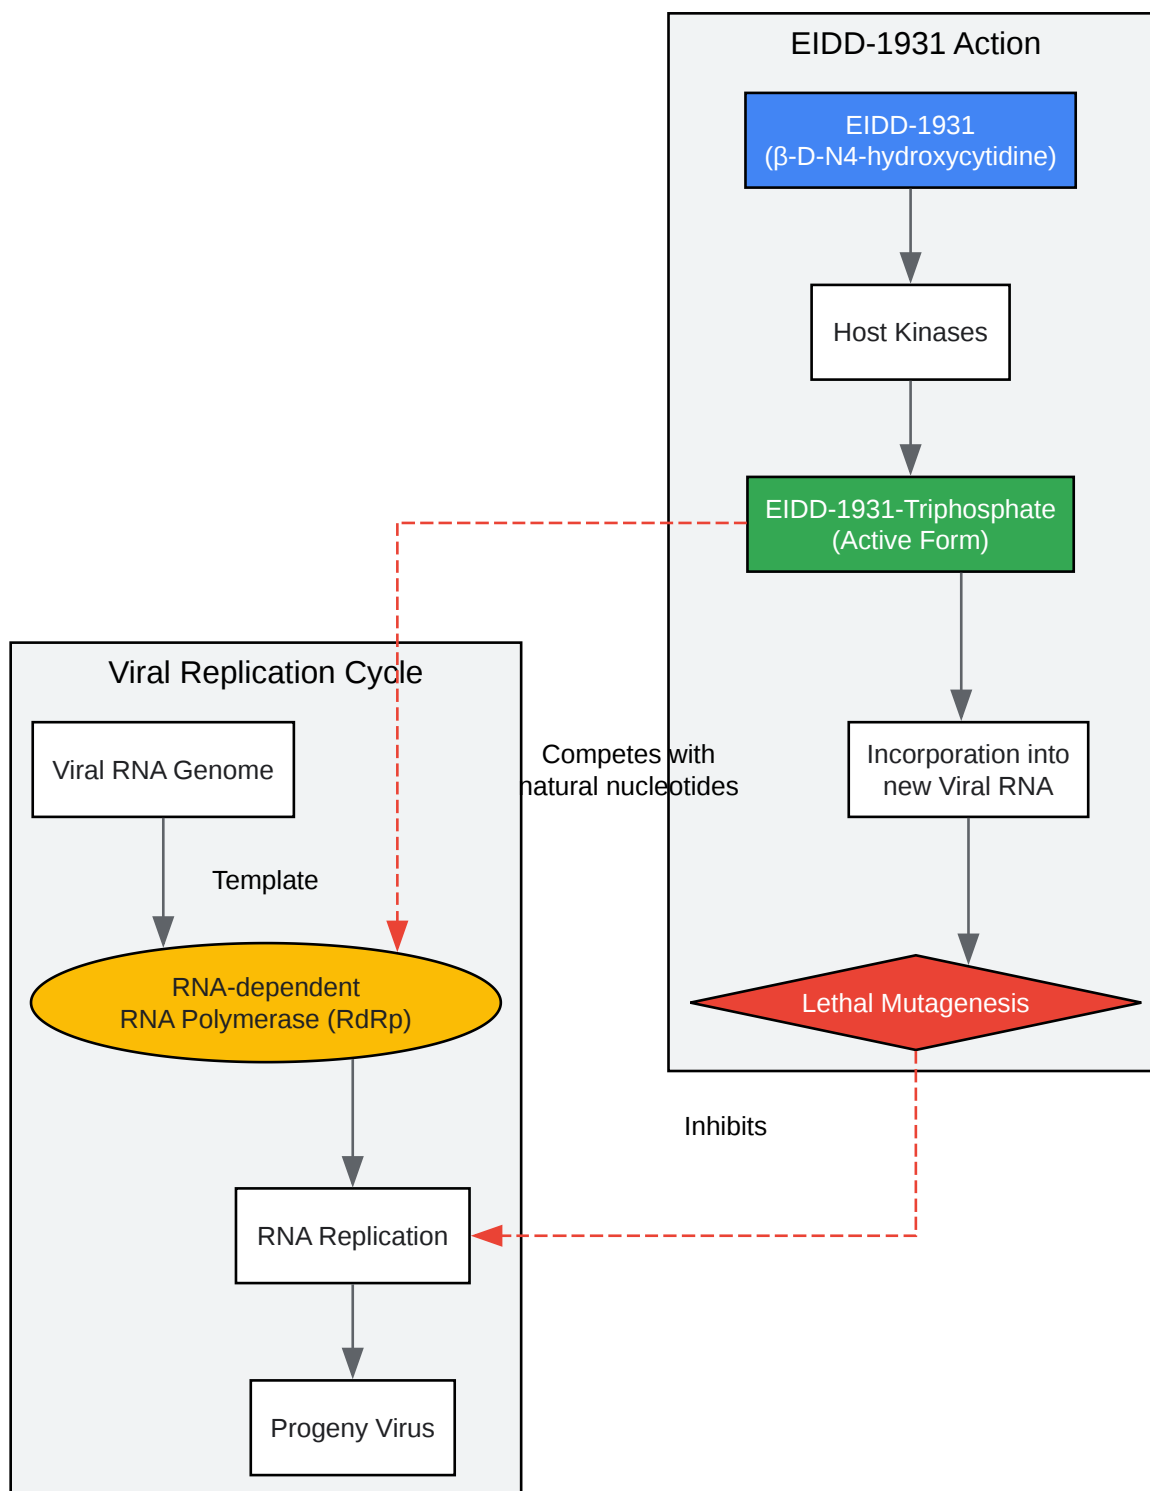 EIDD-1931 Action
EIDD-1931
(β-D-N4-hydroxycytidine)
Host Kinases
EIDD-1931-Triphosphate
(Active Form)
Viral Replication Cycle
Viral RNA Genome
Competes with
natural nucleotides
Incorporation into
new Viral RNA
Template
RNA-dependent
RNA Polymerase (RdRp)
Lethal Mutagenesis
Inhibits
RNA Replication
Progeny Virus